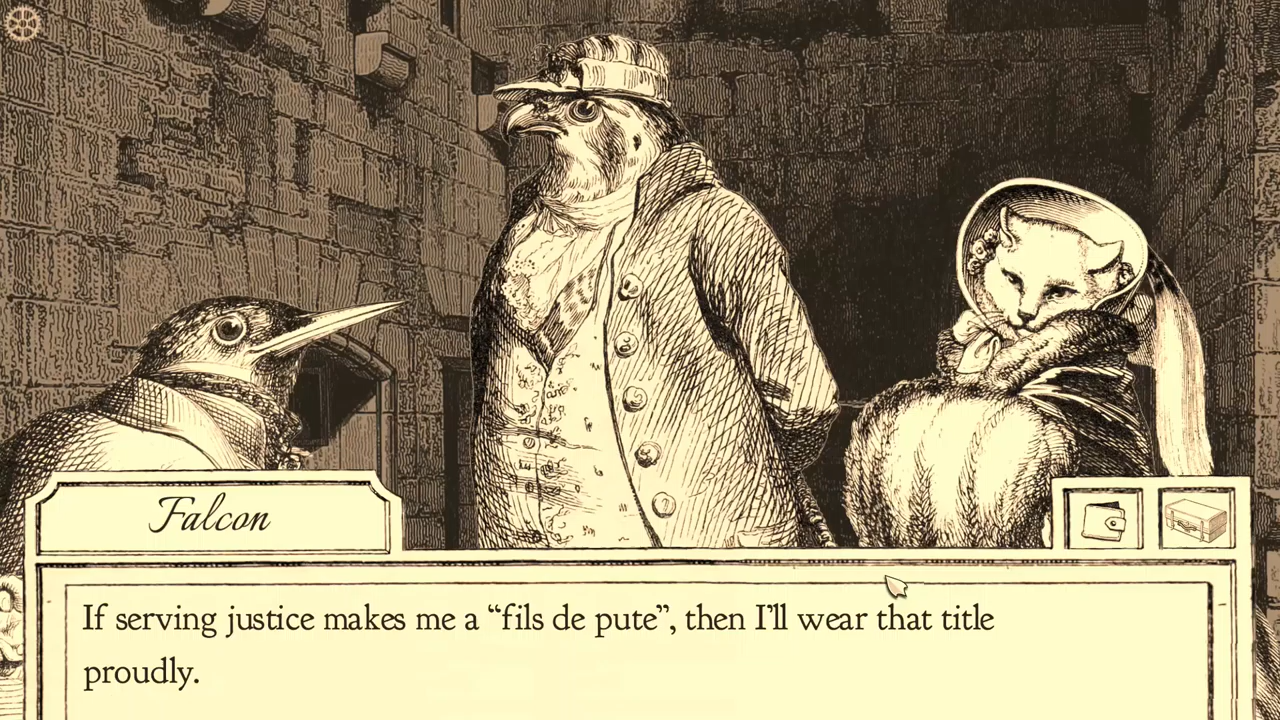 Falcon
If serving justice makes me a “fils de pute”, then I’ll wear that title
proudly.